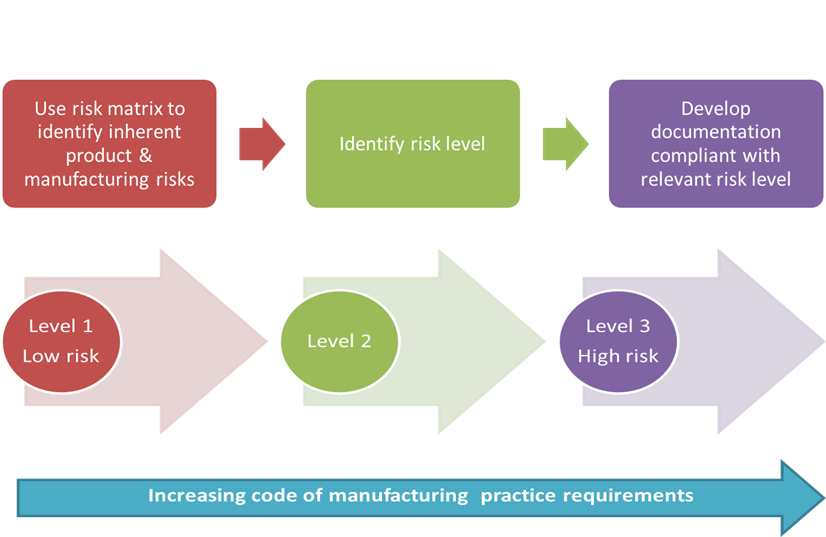 Use risk matrix to
identify inherent
product &
manufacturing risks
Identify risk level
Develop
documentation
compliant with
relevant risk level
Level 1
Low risk
Level 2
Level 3
High risk
Increasing code of manufacturing practice requirements